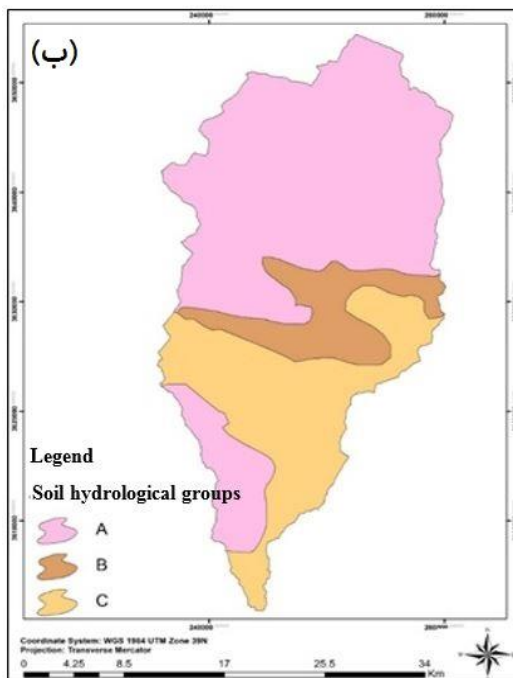 (ب)
240000
Legend
Soil hydrological groups
A
B
C
240000
Coordinate System: WGS 1984 UTM Zone 39N
Projection: Transverse Mercator
0 4.25 8.5 17 25.5 34
Km